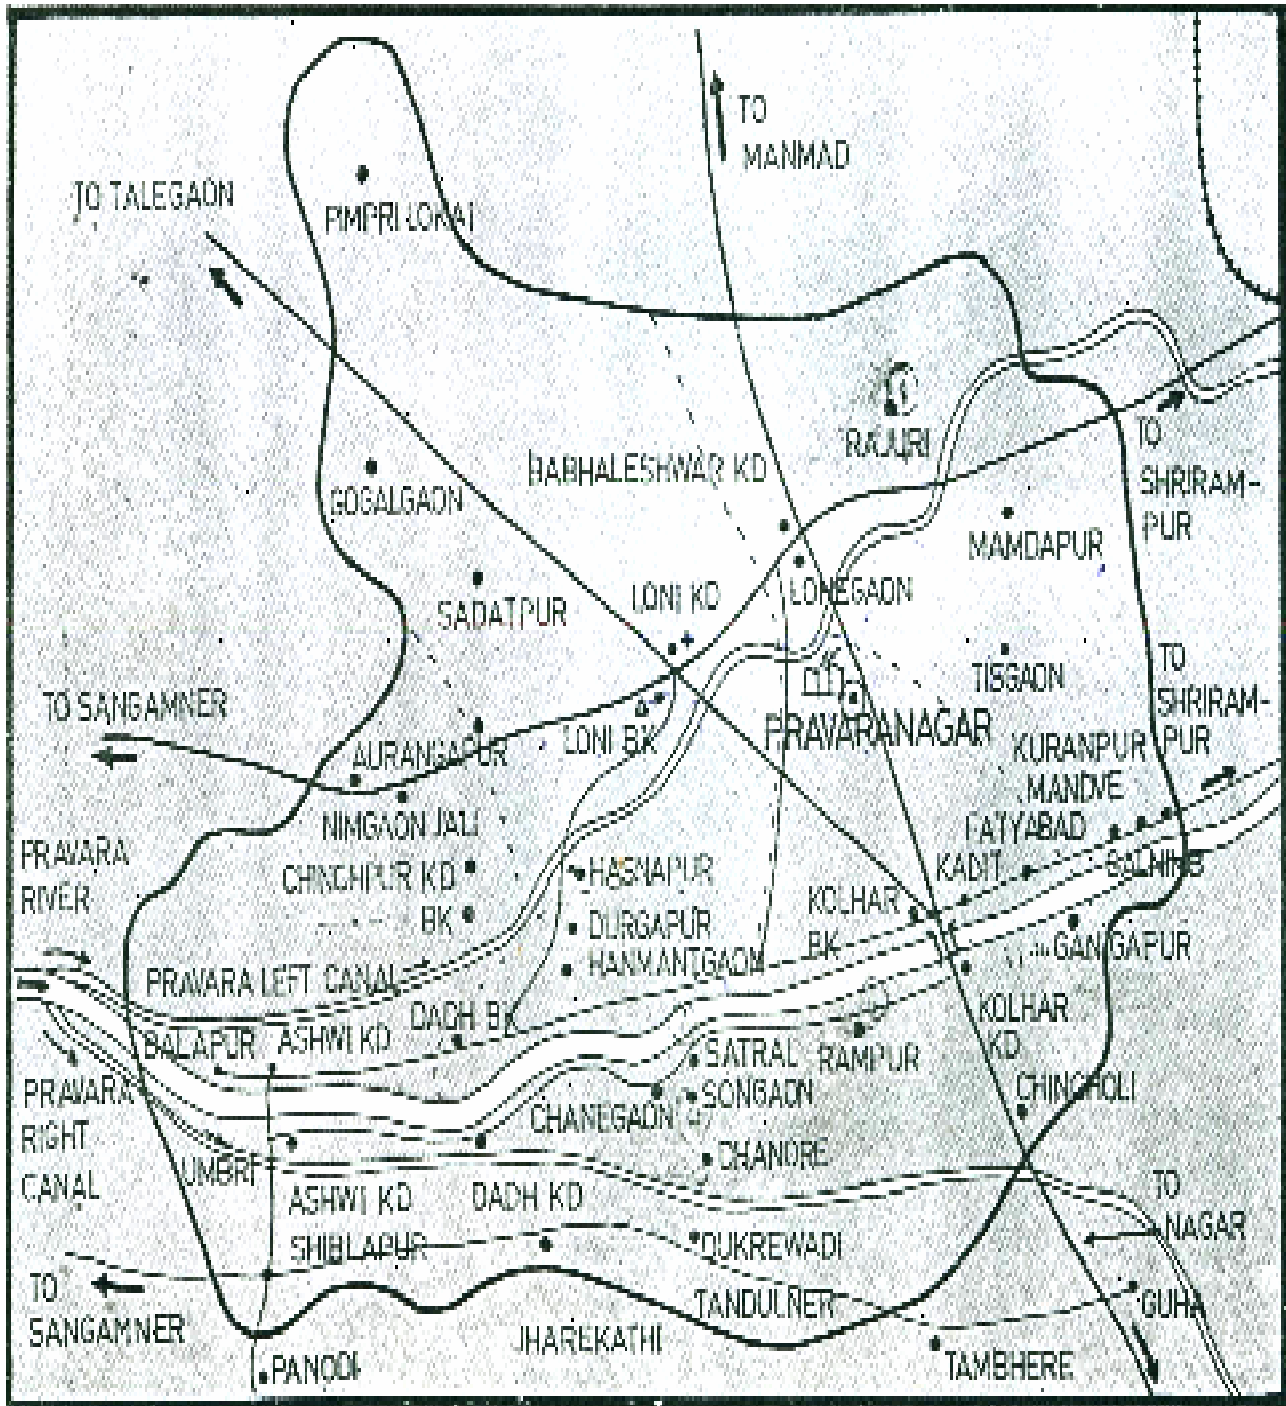 TO
MANMAD
TO TALEGAON
PIMPRI LOKAI
BABHALESHWAR KD
RAJURI
TO
SHRIRAM-
PUR
GOGALGAON
MAMDAPUR
SADATPUR
LONI KD
LOHEGAON
TISGAON
TO
SHRIRAM-
PUR
TO SANGAMNER
AURANGAPUR
LONI BK
PRAVARANAGAR
KURANPUR
MANDVE
NIMGAON JALI
FATYABAD
PRAVARA
RIVER
CHINCHPUR KD
BK
HASNAPUR
KADIT
KOLHAR
BK
DURGAPUR
HANMANTGAON
GANGAPUR
PRAVARA LEFT CANAL
DADH BK
KOLHAR
KD
BALAPUR
ASHWI KD
SATRAL
RAMPUR
PRAVARA
RIGHT
CANAL
CHANEGAON
SONGAON
CHINCHOLI
UMBRI
CHANDRE
ASHWI KD
DADH KD
TO
NAGAR
SHIBLAPUR
DUKREWADI
TO
SANGAMNER
TANDULNER
GUHA
JHAREKATHI
PANODI
TAMBHERE